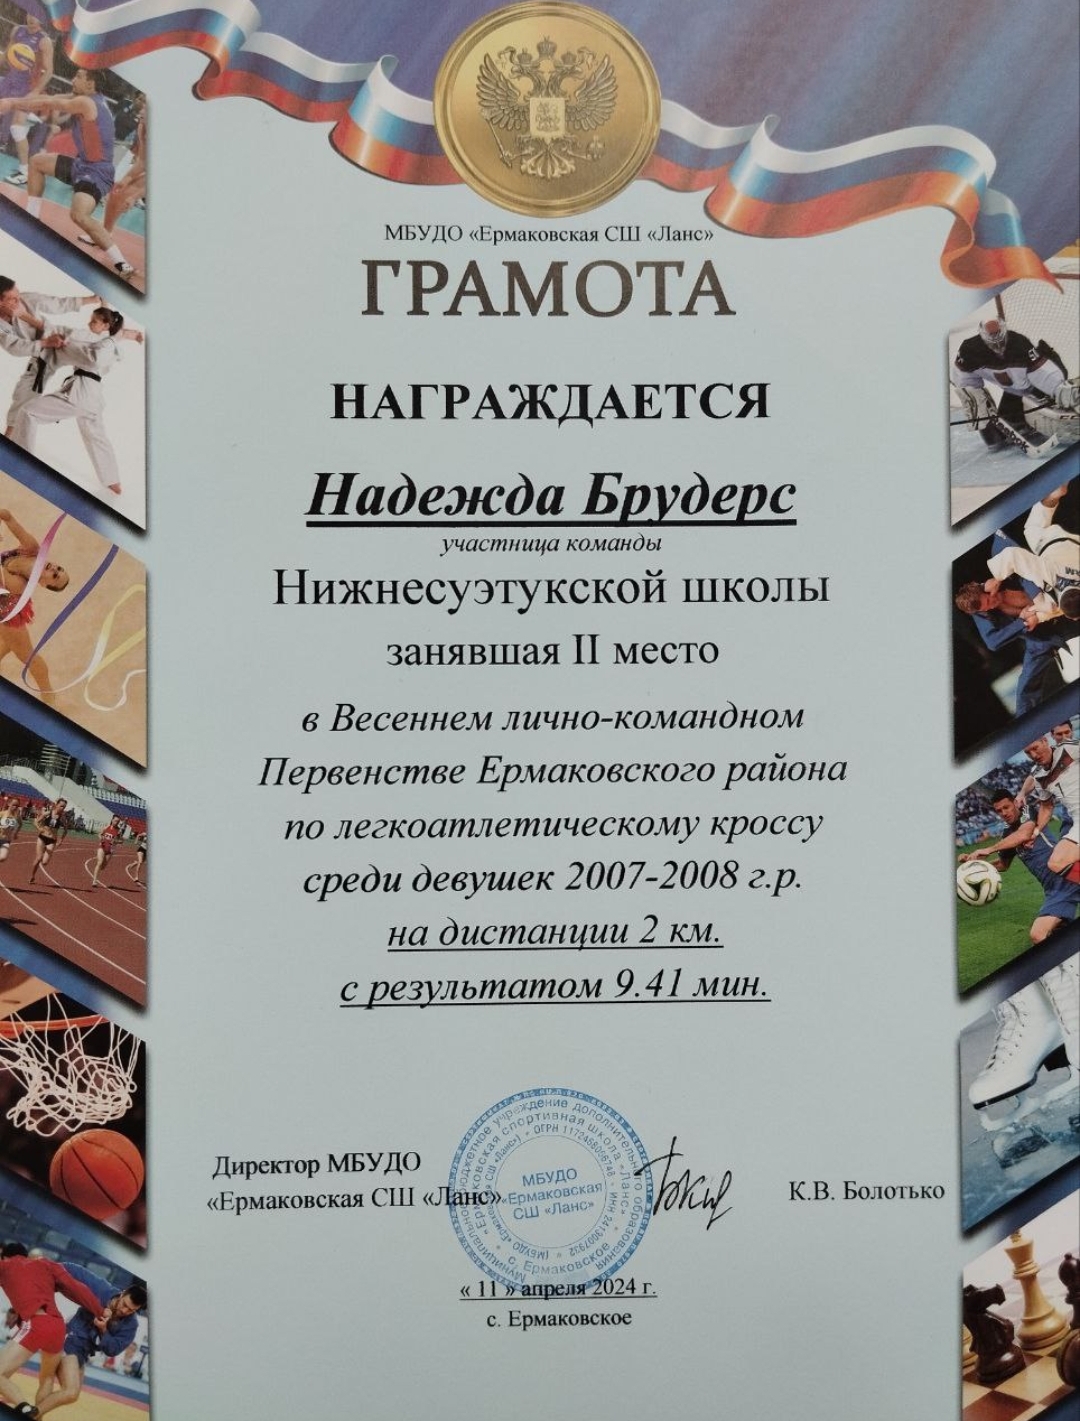 МБУДО «Ермаковская СШ «Ланс»
ГРАМОТА
НАГРАЖДАЕТСЯ
Надежда Брудерс
участница команды
Нижнесуэтукской школы
занявшая II место
в Весеннем лично-командном
Первенстве Ермаковского района
по легкоатлетическому кроссу
среди девушек 2007-2008 г.р.
на дистанции 2 км.
с результатом 9.41 мин.
Директор МБУДО
«Ермаковская СШ «Ланс»
К.В. Болотько
МБУДО
«Ермаковская
СШ «Ланс»
« 11 » апреля 2024 г.
с. Ермаковское